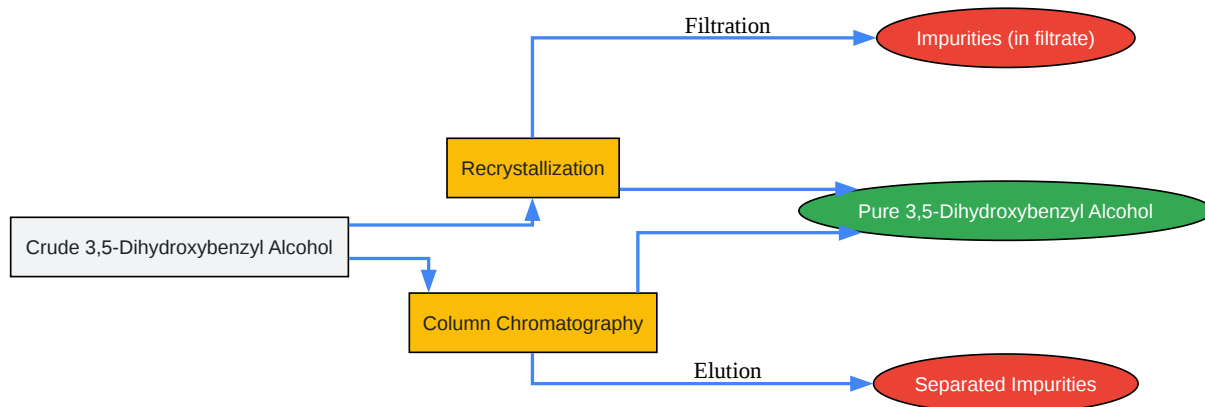 Filtration
Impurities (in filtrate)
Recrystallization
Pure 3,5-Dihydroxybenzyl Alcohol
Crude 3,5-Dihydroxybenzyl Alcohol
Column Chromatography
Elution
Separated Impurities